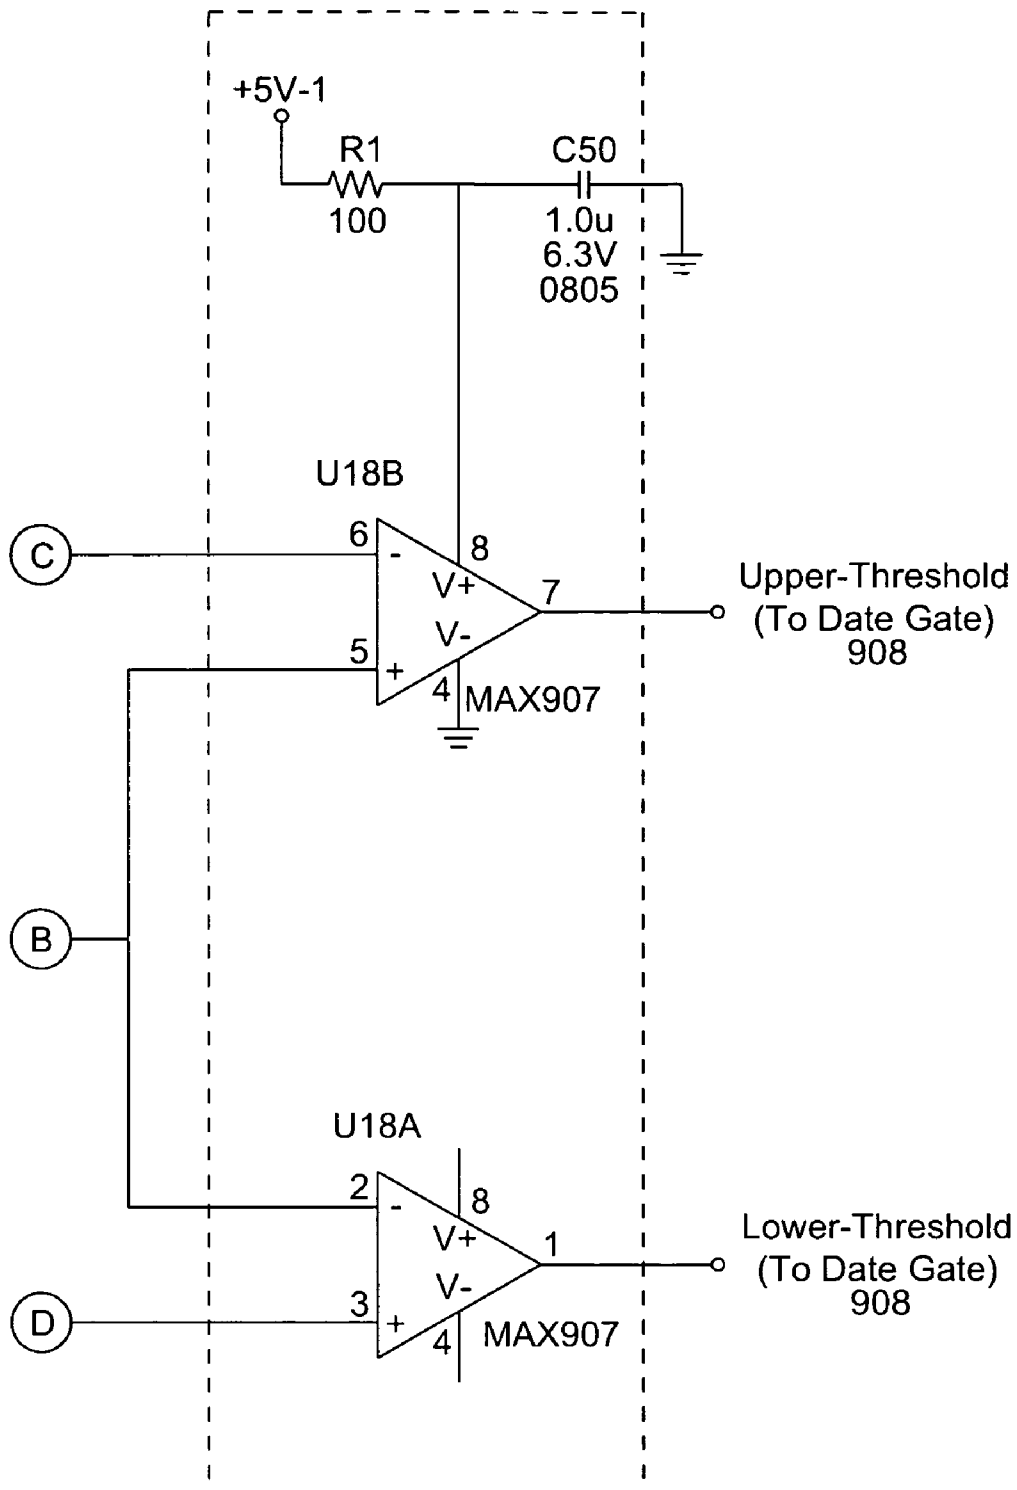 +5V-1
R1
100
C50
1.0u
6.3V
0805
U18B
C
6
-
8
V+
7
Upper-Threshold
(To Date Gate)
908
V-
5
+
4
MAX907
B
U18A
2
-
8
V+
1
Lower-Threshold
(To Date Gate)
908
V-
D
3
+
4
MAX907